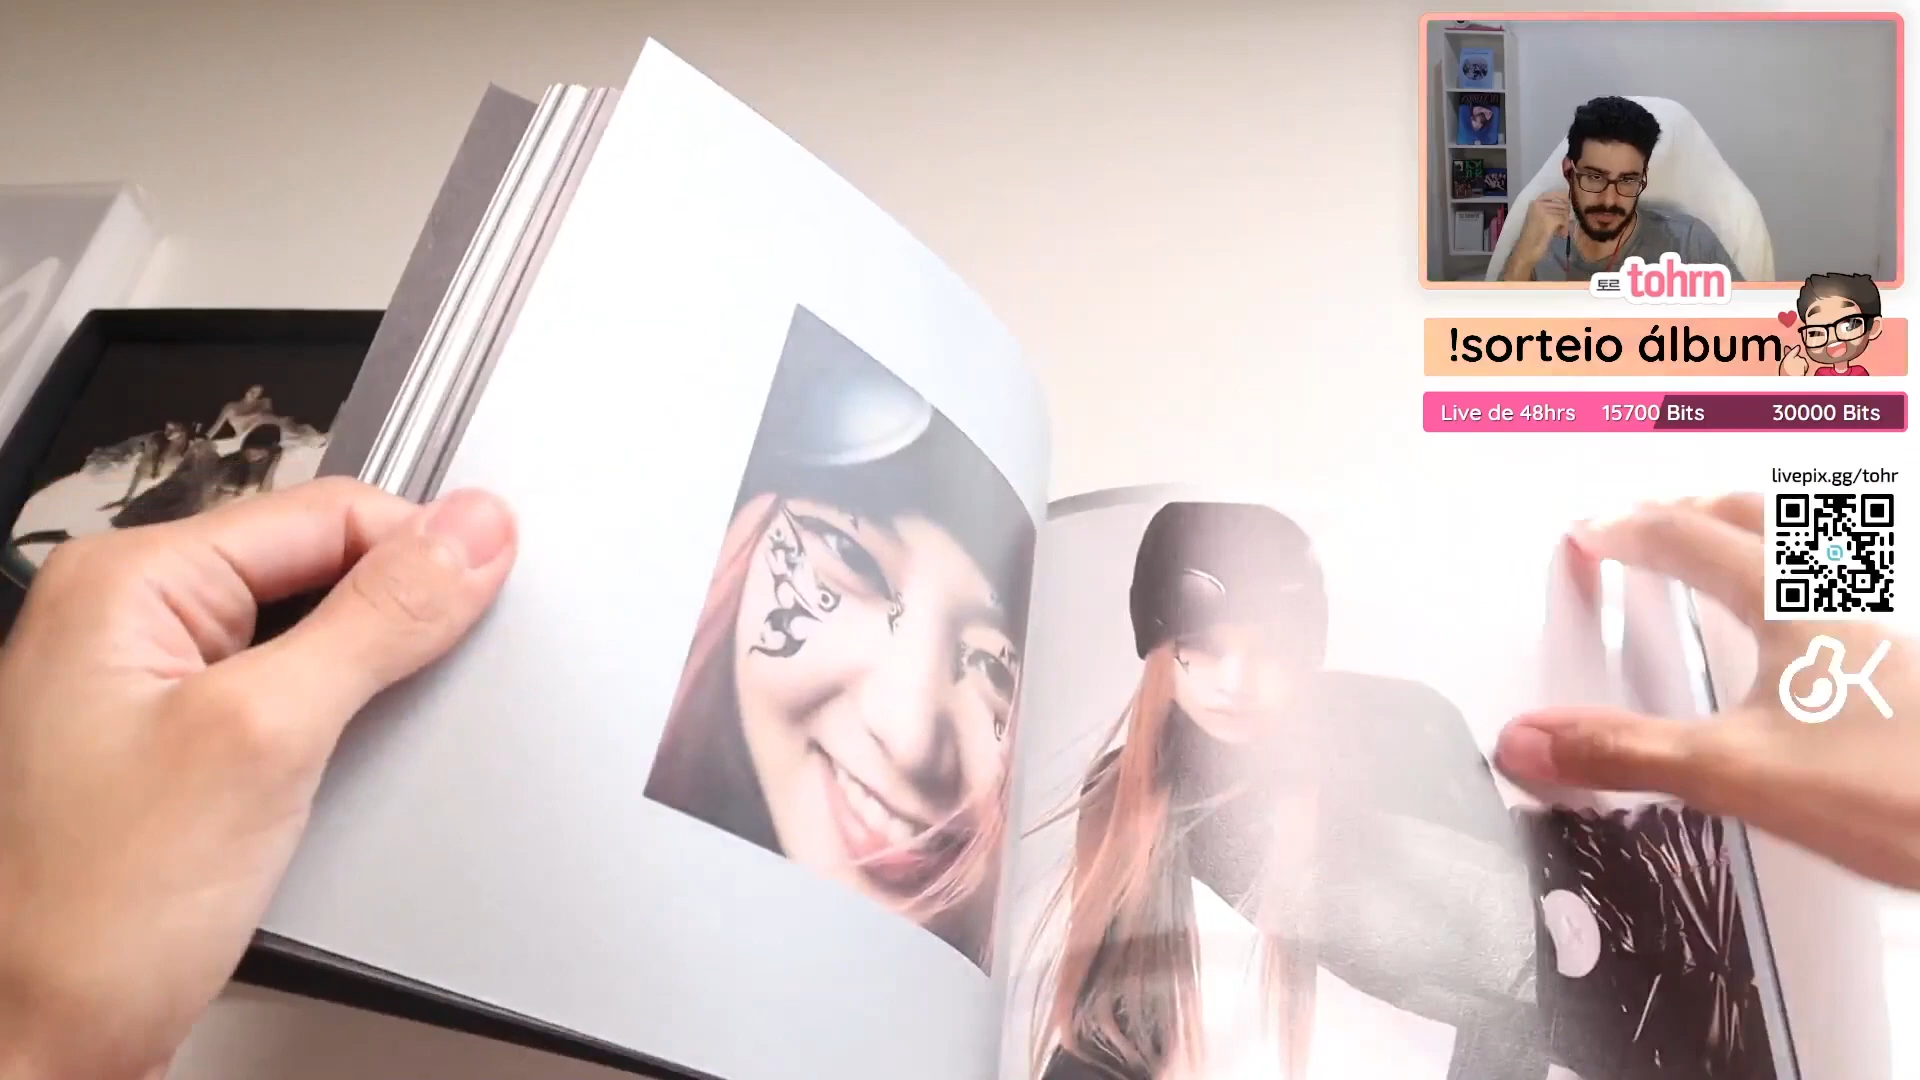 토르 tohrn
!sorteio álbum
Live de 48hrs 15700 Bits 30000 Bits
livepix.gg/tohr